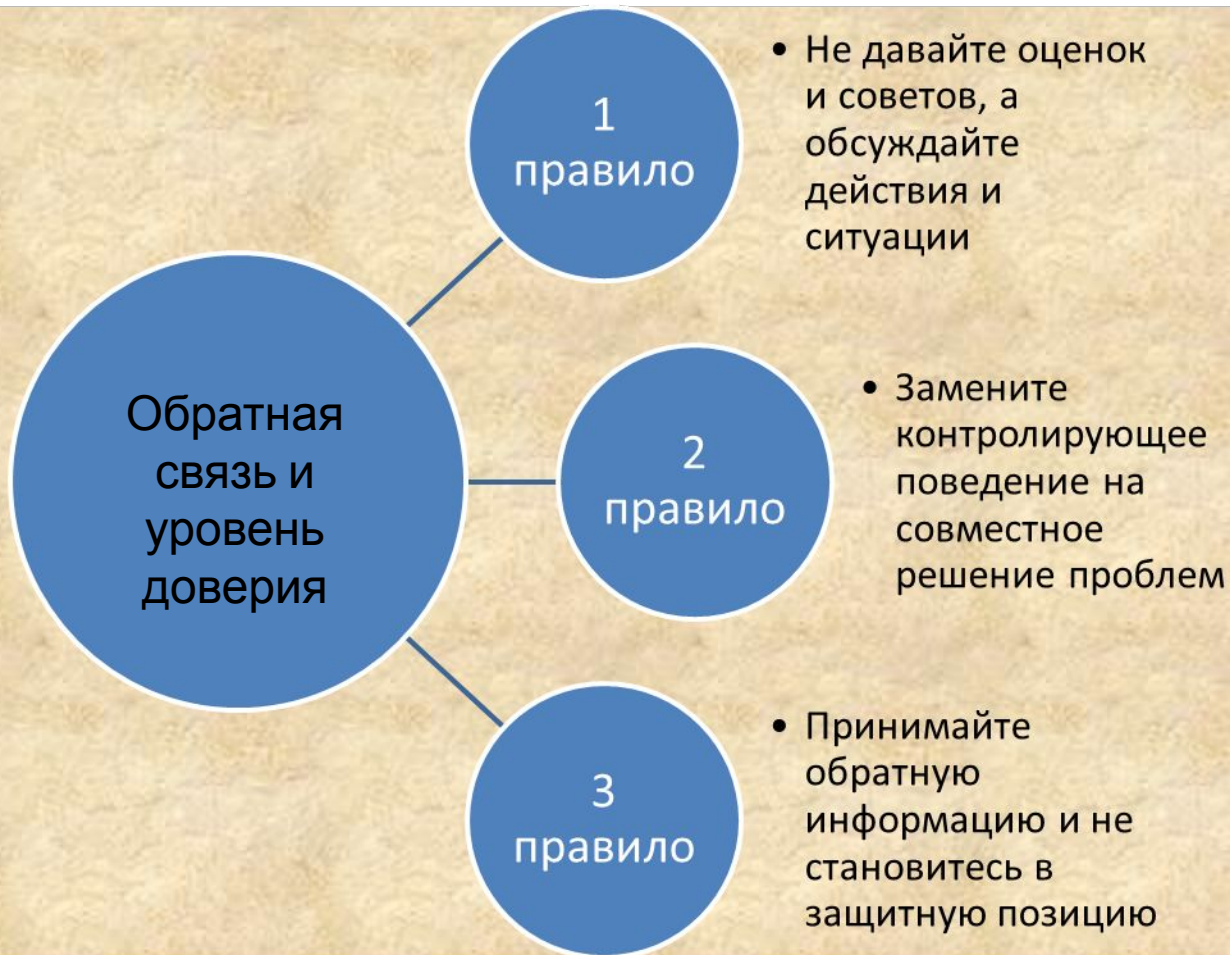 Обратная
связь и
уровень
доверия
1
правило
• Не давайте оценок
и советов, а
обсуждайте
действия и
ситуации
2
правило
• Замените
контролирующее
поведение на
совместное
решение проблем
3
правило
• Принимайте
обратную
информацию и не
становитесь в
защитную позицию